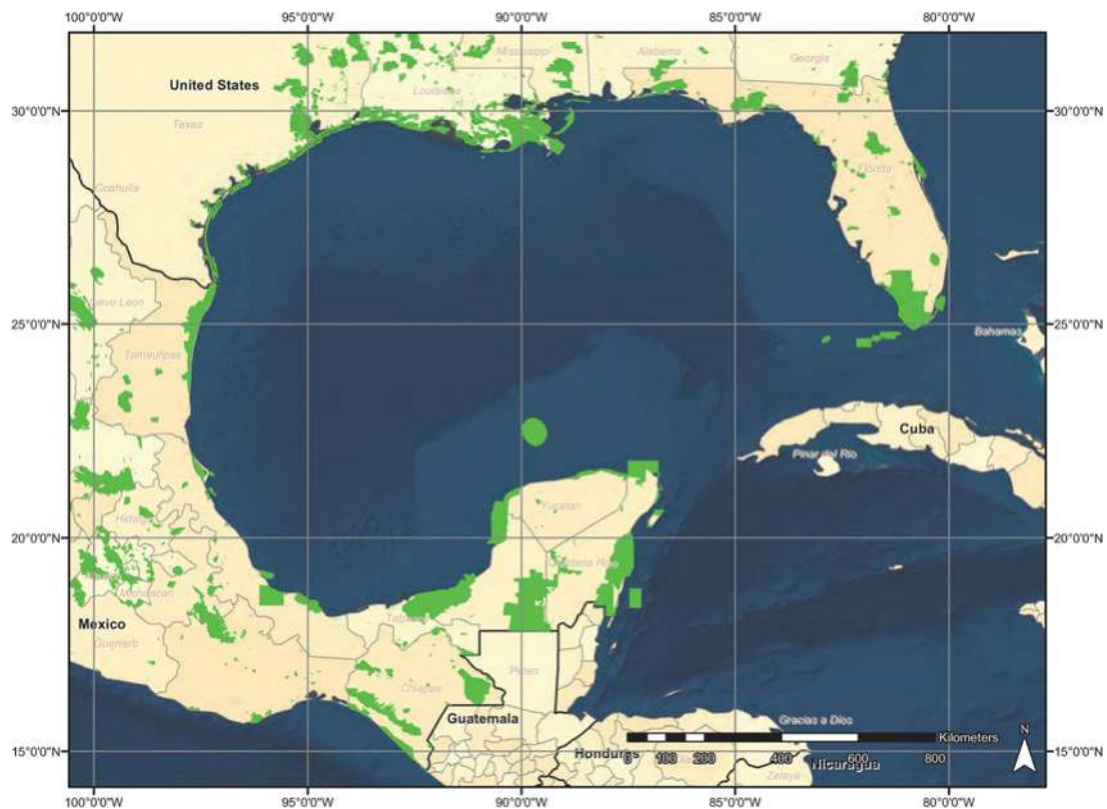 100°0'0"W 95°0'0"W 90°0'0"W 85°0'0"W 80°0'0"W
Mississippi Alabama Georgia
United States
Louisiana
30°0'0"N 30°0'0"N
Texas
Florida
Coahuila
Nuevo Leon
25°0'0"N 25°0'0"N
Bahamas
Tamaulipas
Cuba
Pinar del Rio
Yucatan
Hidalgo
20°0'0"N 20°0'0"N
Quintana Roo
Michoacan
Mexico
Tabasco
Guerrero
Peten
Chiapas
Guatemala
Gracias a Dios
Kilometers
N
15°0'0"N 15°0'0"N
Honduras
0 100 200 400 600 800
Nicaragua
Zelaya
100°0'0"W 95°0'0"W 90°0'0"W 85°0'0"W 80°0'0"W